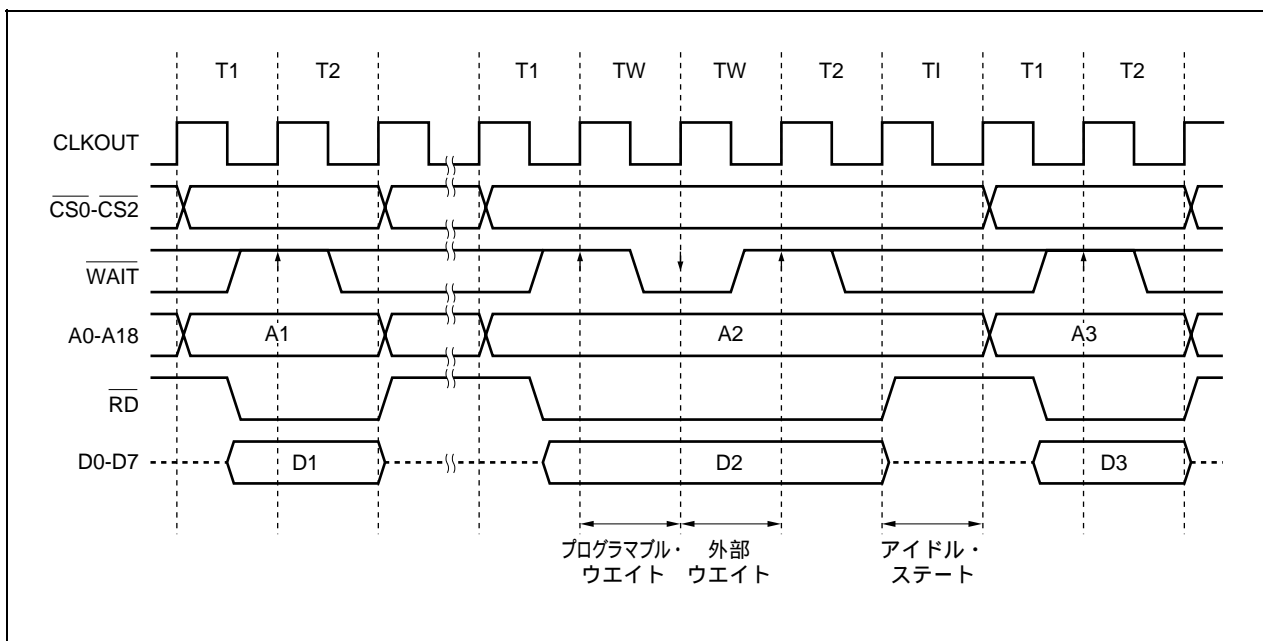 T1 T2 T1 TW TW T2 TI T1 T2
CLKOUT
CS0-CS2
WAIT
A0-A18 A1 A2 A3
RD
D0-D7 D1 D2 D3
プログラマブル・ 外部 アイドル・
ウエイト ウエイト ステート